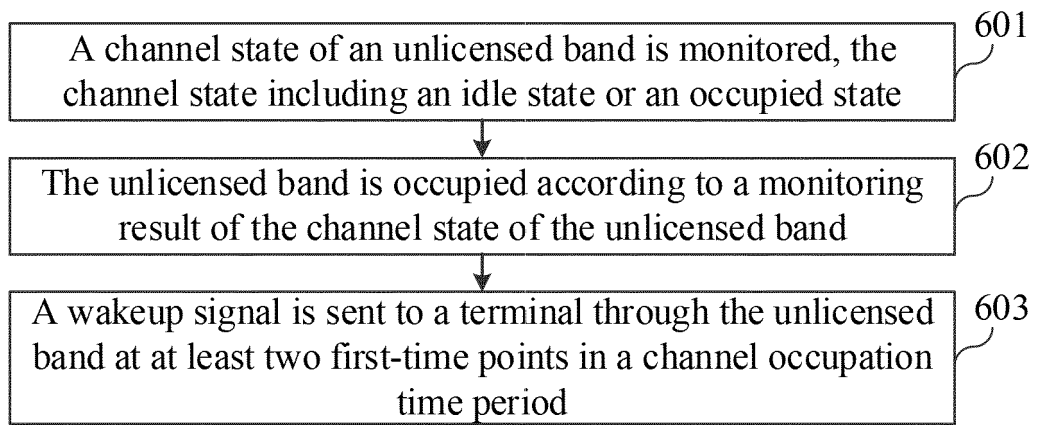 A channel state of an unlicensed band is monitored, the
channel state including an idle state or an occupied state
601
The unlicensed band is occupied according to a monitoring
result of the channel state of the unlicensed band
602
A wakeup signal is sent to a terminal through the unlicensed
band at at least two first-time points in a channel occupation
time period
603